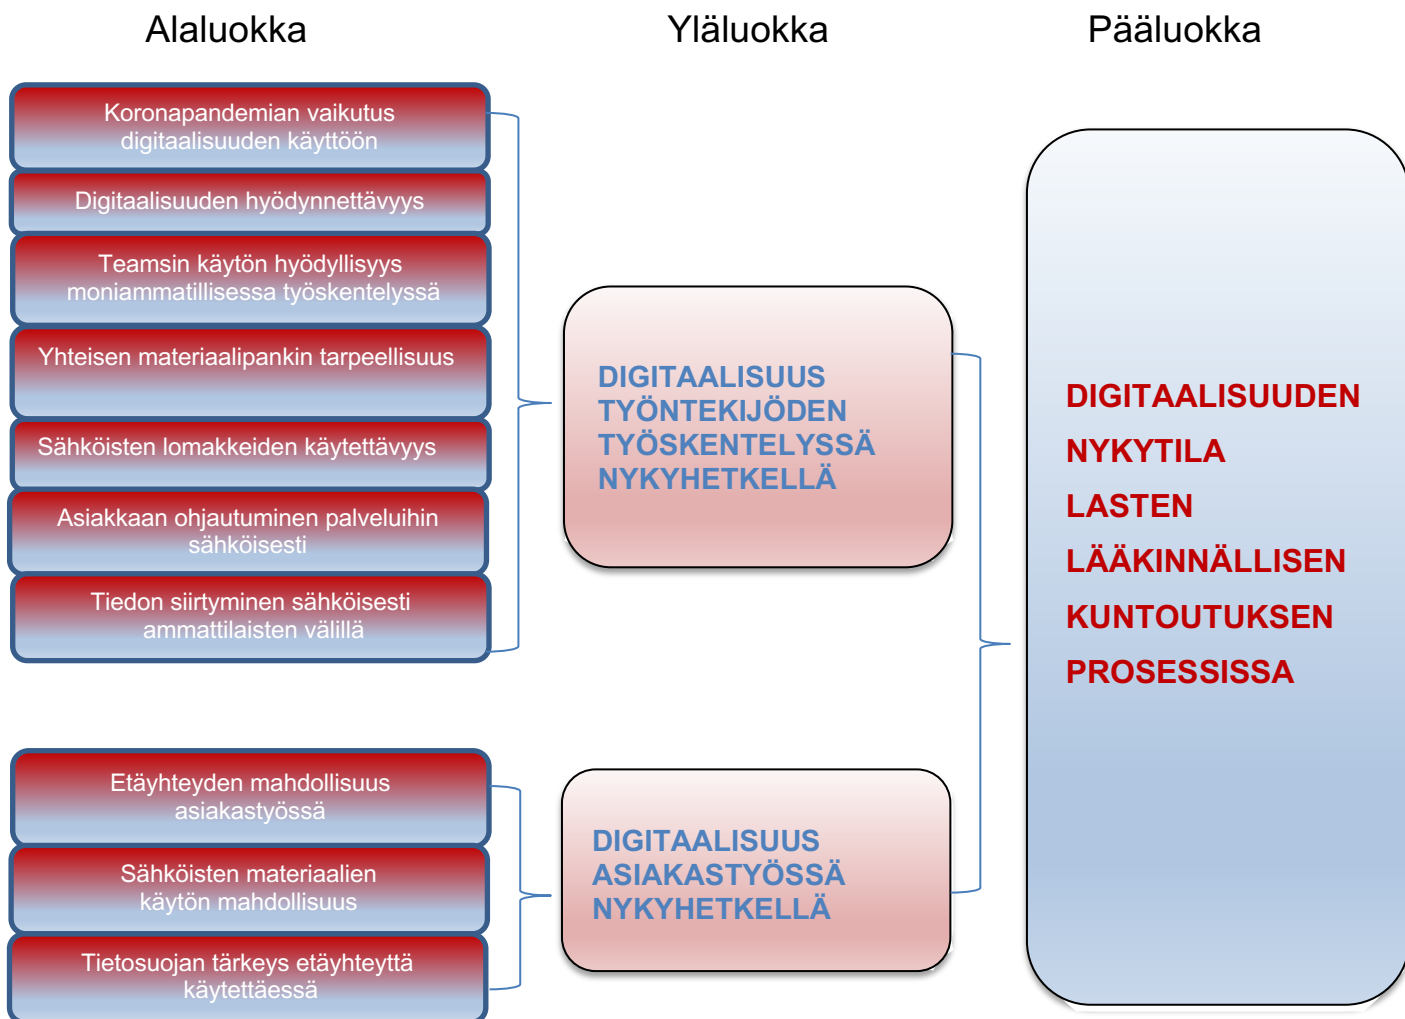 Alaluokka
Yläluokka
Pääluokka
Koronapandemian vaikutus
digitaalisuuden käyttöön
Digitaalisuuden hyödynnettävyys
Teamsin käytön hyödyllisyys
moniammatillisessa työskentelyssä
Yhteisen materiaalipankin tarpeellisuus
Sähköisten lomakkeiden käytettävyys
Asiakkaan ohjautuminen palveluihin
sähköisesti
Tiedon siirtyminen sähköisesti
ammattilaisten välillä
Etäyhteyden mahdollisuus
asiakastyössä
Sähköisten materiaalien
käytön mahdollisuus
Tietosuojan tärkeys etäyhteyttä
käytettäessä
DIGITAALISUUS
TYÖNTEKIJÖDEN
TYÖSKENTELYSSÄ
NYKYHETKELLÄ
DIGITAALISUUS
ASIAKASTYÖSSÄ
NYKYHETKELLÄ
DIGITAALISUUDEN
NYKYTILA
LASTEN
LÄÄKINNÄLLISEN
KUNTOUTUKSEN
PROSESSISSA